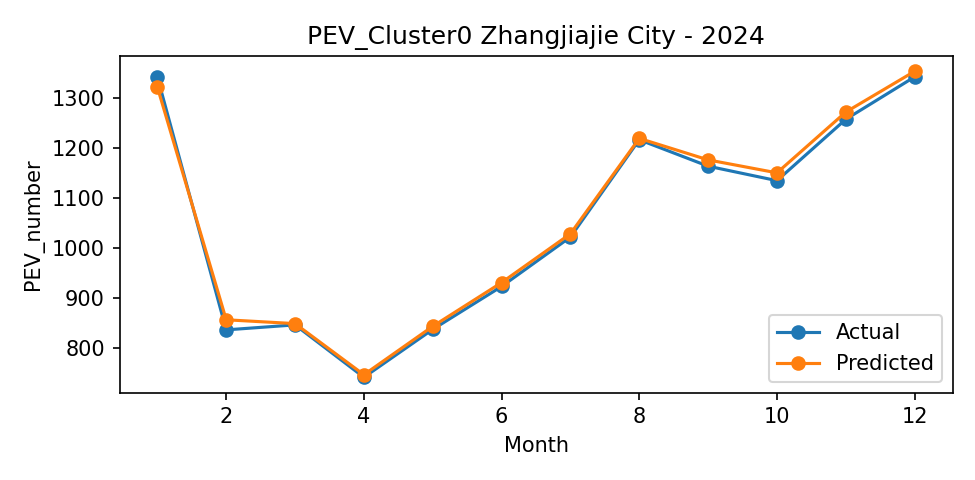 PEV_Cluster0 Zhangjiajie City - 2024
PEV_number
1300
1200
1100
1000
900
800
Actual
Predicted
2 4 6 8 10 12
Month